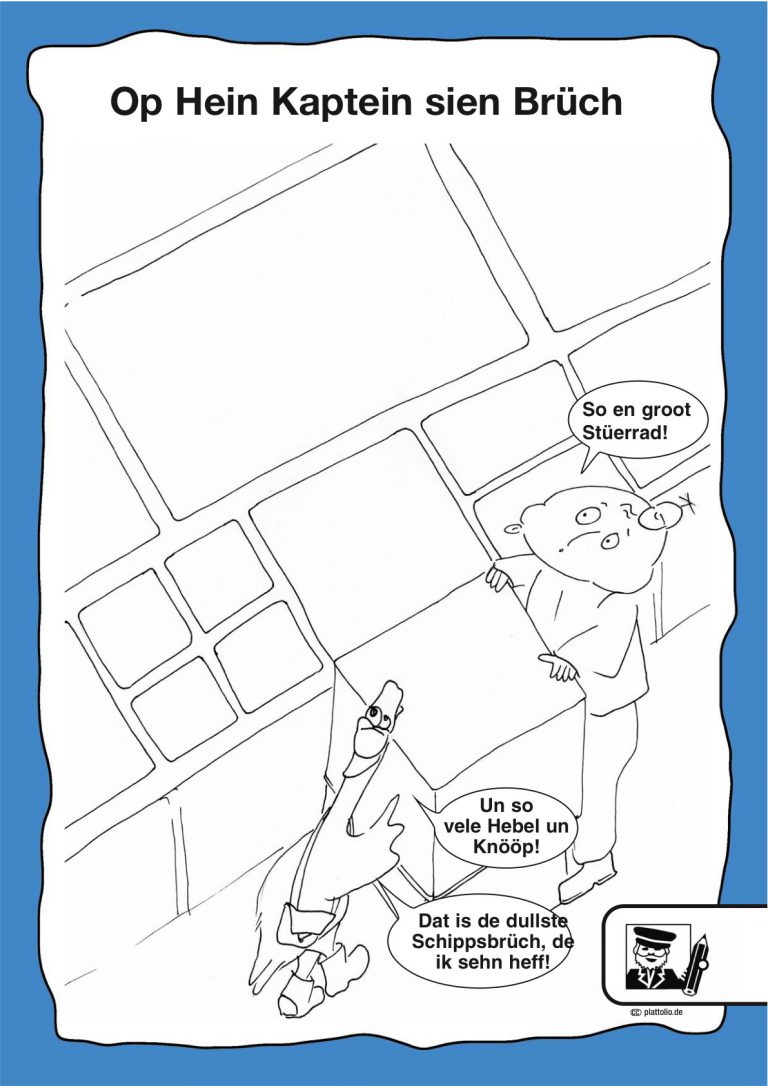 Op Hein Kaptein sien Brüch
So en groot
Stüerrad!
Un so
vele Hebel un
Knööp!
Dat is de dullste
Schippsbrüch, de
ik sehn heff!
cc plattolio.de